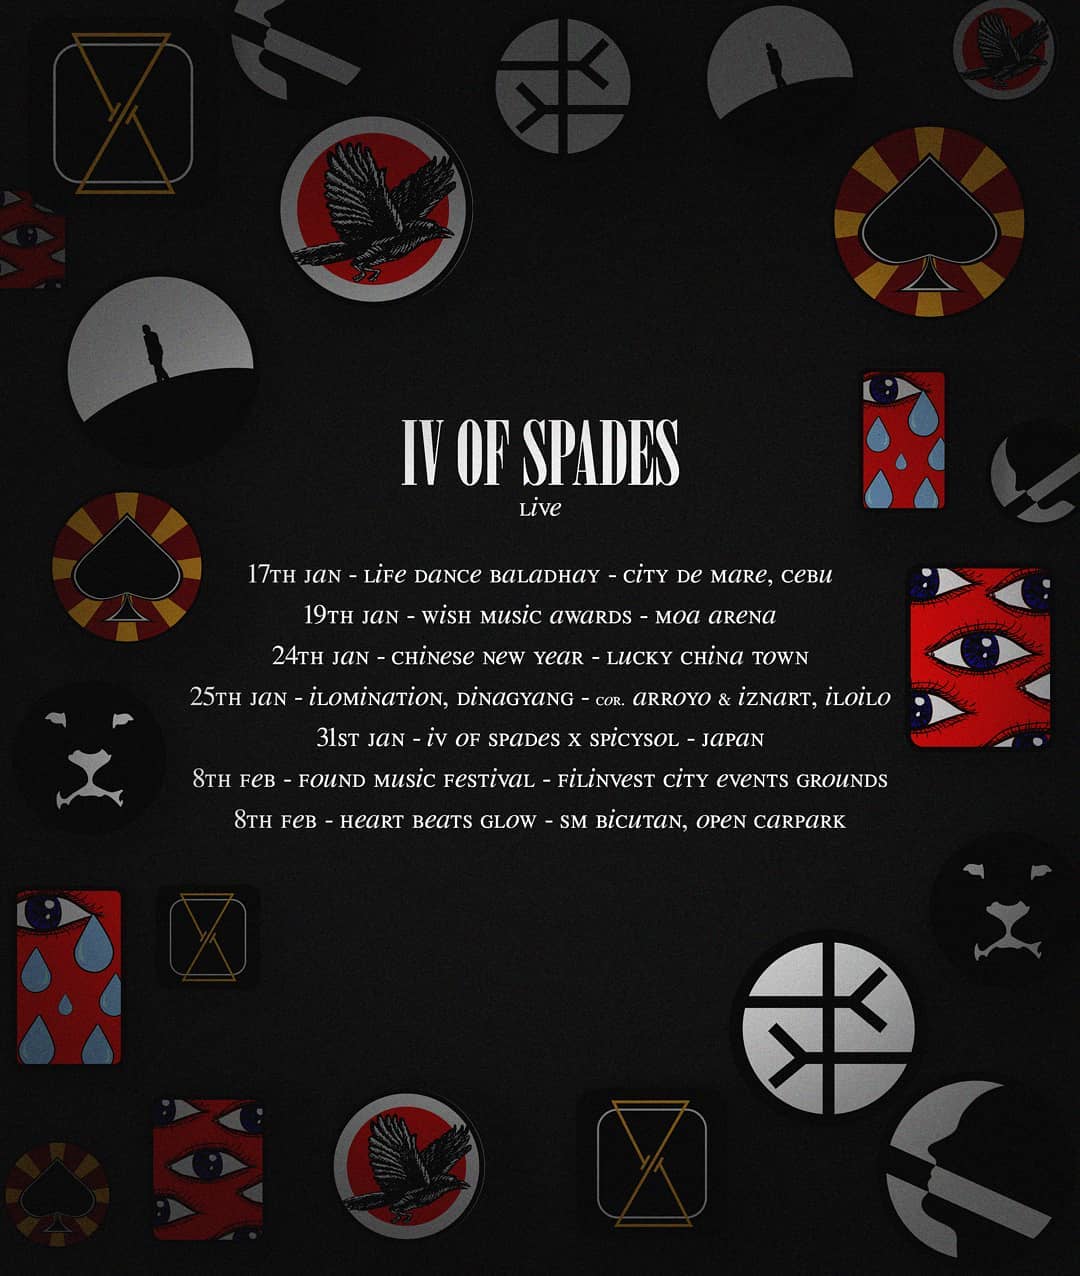 IV OF SPADES
Live
17TH JAN - LIFE DANCE BALADHAY - CITY DE MARE, CEBU
19TH JAN - WISH MUSIC AWARDS - MOA ARENA
24TH JAN - CHINESE NEW YEAR - LUCKY CHINA TOWN
25TH JAN - ILOMINATION, DINAGYANG - COR. ARROYO & IZNART, ILOILO
31ST JAN - IV OF SPADES X SPICYSOL - JAPAN
8TH FEB - FOUND MUSIC FESTIVAL - FILINVEST CITY EVENTS GROUNDS
8TH FEB - HEART BEATS GLOW - SM BICUTAN, OPEN CARPARK